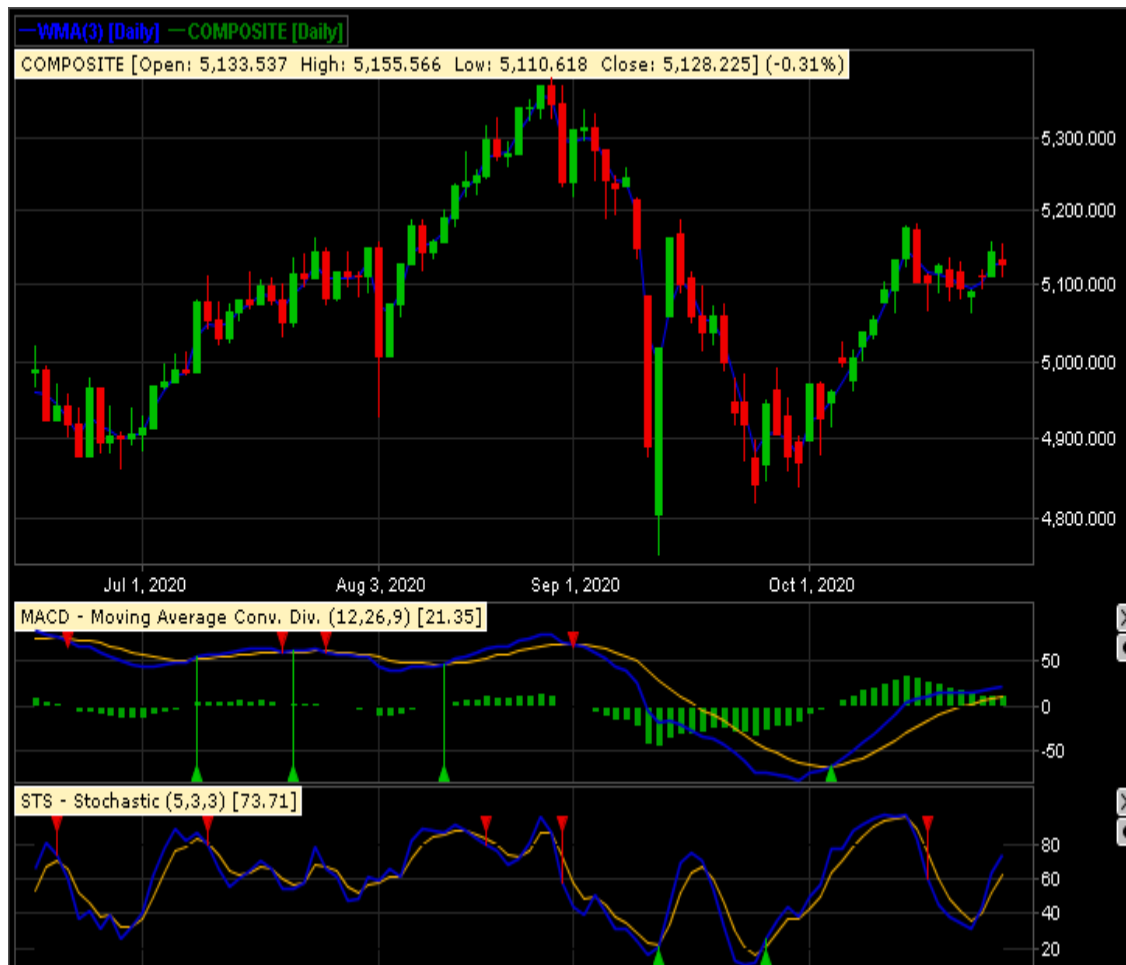 WMA(3) [Daily] COMPOSITE [Daily]
COMPOSITE [Open: 5,133.537 High: 5,155.566 Low: 5,110.618 Close: 5,128.225] (-0.31%)
5,300.000
5,200.000
5,100.000
5,000.000
4,900.000
4,800.000
Jul 1, 2020 Aug 3, 2020 Sep 1, 2020 Oct 1, 2020
MACD - Moving Average Conv. Div. (12,26,9) [21.35]
50
0
-50
STS - Stochastic (5,3,3) [73.71]
80
60
40
20